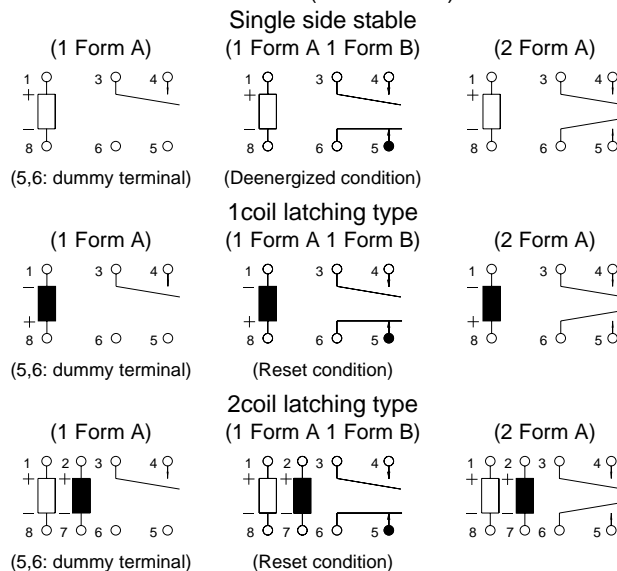 Single side stable
(1 Form A) (1 Form A 1 Form B) (2 Form A)
1 3 4 1 3 4 1 3 4
+ + +
− − −
8 6 5 8 6 5 8 6 5
(5,6: dummy terminal) (Deenergized condition)
1coil latching type
(1 Form A) (1 Form A 1 Form B) (2 Form A)
1 3 4 1 3 4 1 3 4
− − −
+ + +
8 6 5 8 6 5 8 6 5
(5,6: dummy terminal) (Reset condition)
2coil latching type
(1 Form A) (1 Form A 1 Form B) (2 Form A)
1 2 3 4 1 2 3 4 1 2 3 4
+ + + + + +
− − − − − −
8 7 6 5 8 7 6 5 8 7 6 5
(5,6: dummy terminal) (Reset condition)